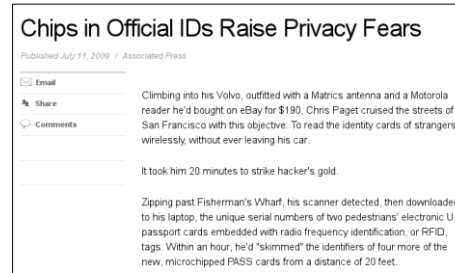 Chips in Official IDs Raise Privacy Fears
Published July 11, 2009 / Associated Press
Email
Share
Comments
Climbing into his Volvo, outfitted with a Matrics antenna and a Motorola
reader he'd bought on eBay for $190, Chris Paget cruised the streets of
San Francisco with this objective: To read the identity cards of strangers,
wirelessly, without ever leaving his car.
It took him 20 minutes to strike hacker's gold.
Zipping past Fisherman's Wharf, his scanner detected, then downloaded
to his laptop, the unique serial numbers of two pedestrians' electronic U.
passport cards embedded with radio frequency identification, or RFID,
tags. Within an hour, he'd "skimmed" the identifiers of four more of the
new, microchipped PASS cards from a distance of 20 feet.